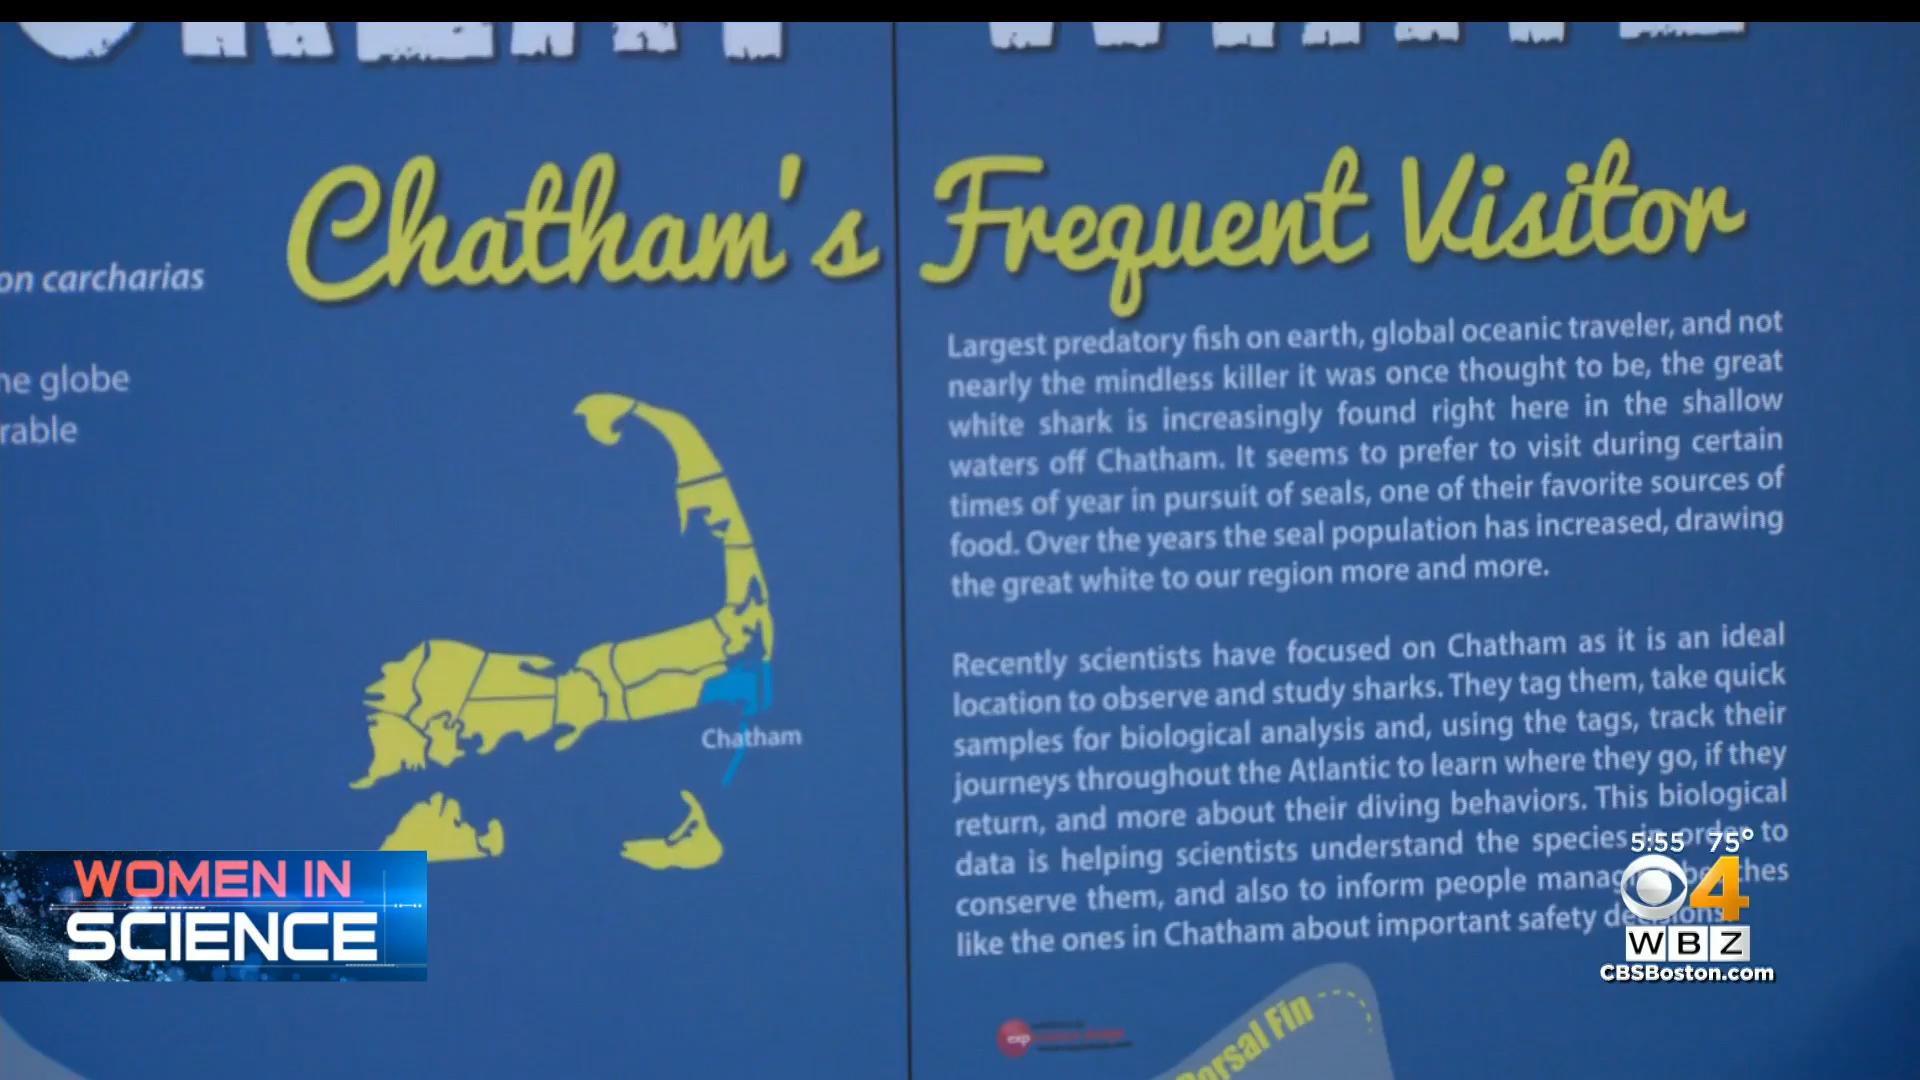 Chatham's Frequent Visitor
on carcharias
he globe
rable
Chatham
Largest predatory fish on earth, global oceanic traveler, and not
nearly the mindless killer it was once thought to be, the great
white shark is increasingly found right here in the shallow
waters off Chatham. It seems to prefer to visit during certain
times of year in pursuit of seals, one of their favorite sources of
food. Over the years the seal population has increased, drawing
the great white to our region more and more.
Recently scientists have focused on Chatham as it is an ideal
location to observe and study sharks. They tag them, take quick
samples for biological analysis and, using the tags, track their
journeys throughout the Atlantic to learn where they go, if they
return, and more about their diving behaviors. This biological
data is helping scientists understand the species in order to
conserve them, and also to inform people managing beaches
like the ones in Chatham about important safety decisions.
exp
Dorsal Fin
WOMEN IN
SCIENCE
5:55 75°
4
WBZ
CBSBoston.com